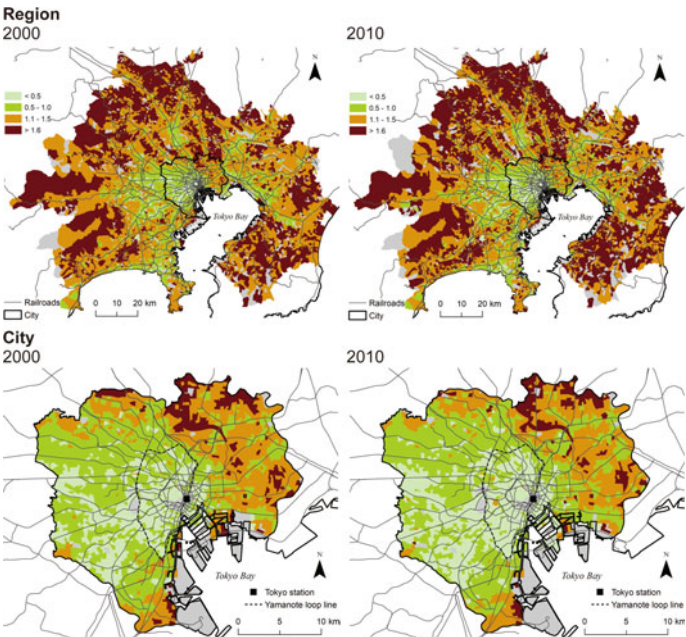 Region
2000
2010
N
N
< 0.5
0.5 - 1.0
1.1 - 1.5
> 1.6
< 0.5
0.5 - 1.0
1.1 - 1.5
> 1.6
Tokyo Bay
Tokyo Bay
Railroads
City
0 10 20 km
Railroads
City
0 10 20 km
City
2000
2010
Tokyo Bay
N
Tokyo Bay
N
Tokyo station
Yamanote loop line
0 5 10 km
Tokyo station
Yamanote loop line
0 5 10 km